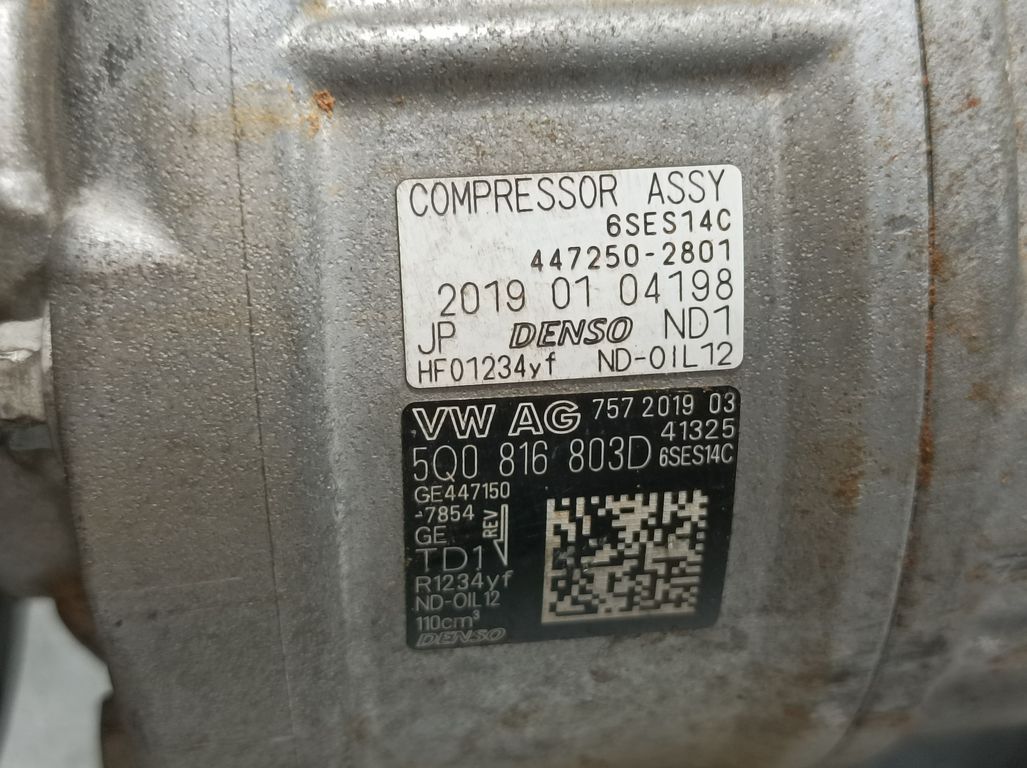 COMPRESSOR ASSY
6SES14C
447250-2801
2019 01 04198
JP DENSO ND1
HFO1234yf ND-OIL12
VW AG 757 2019 03
41325
5Q0 816 803D 6SES14C
GE447150
-7854
GE REV
TD1
R1234yf
ND-OIL12
110cm³
DENSO